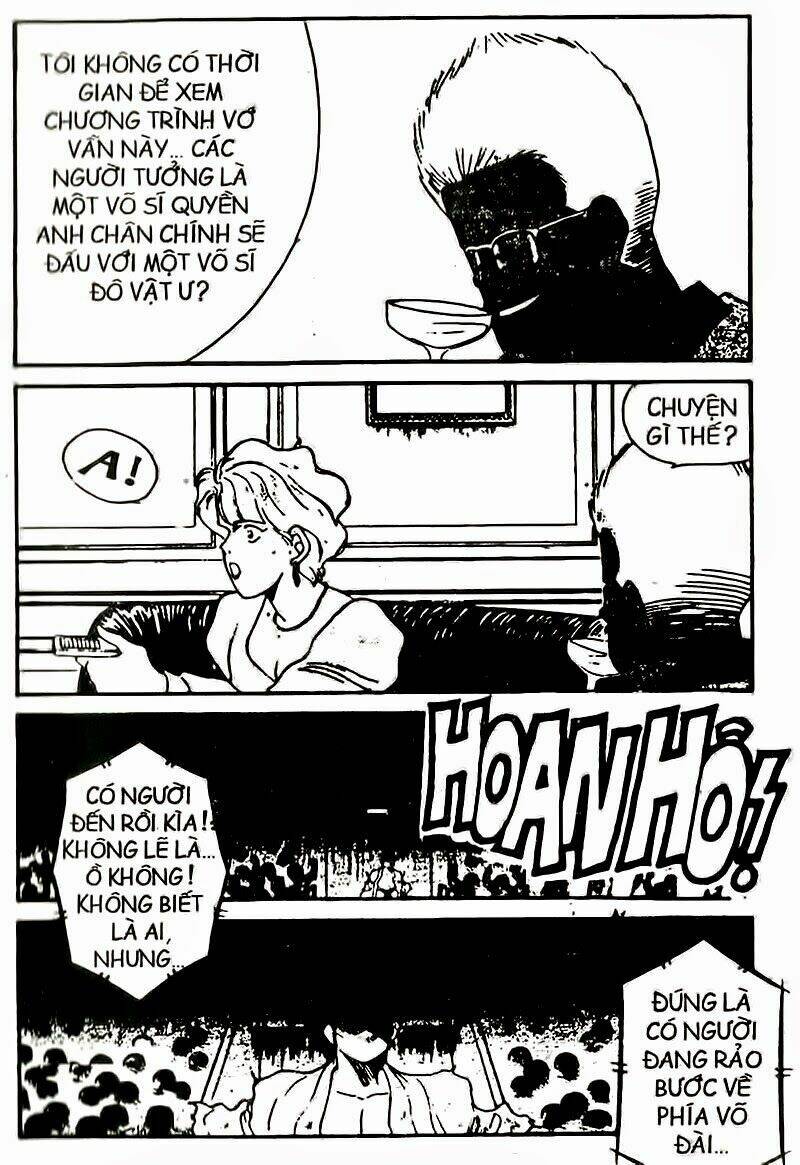 TÔI KHÔNG CÓ THỜI
GIAN ĐỂ XEM
CHƯƠNG TRÌNH VỚ
VẨN NÀY... CÁC
NGƯỜI TƯỞNG LÀ
MỘT VÕ SĨ QUYỀN
ANH CHÂN CHÍNH SẼ
ĐẤU VỚI MỘT VÕ SĨ
ĐÔ VẬT Ư?
A!
CHUYỆN
GÌ THẾ?
HOAN HÔ!
CÓ NGƯỜI
ĐẾN RỒI KÌA!
KHÔNG LẼ LÀ...
Ồ KHÔNG!
KHÔNG BIẾT
LÀ AI,
NHƯNG...
ĐÚNG LÀ
CÓ NGƯỜI
ĐANG RẢO
BƯỚC VỀ
PHÍA VÕ
ĐÀI...